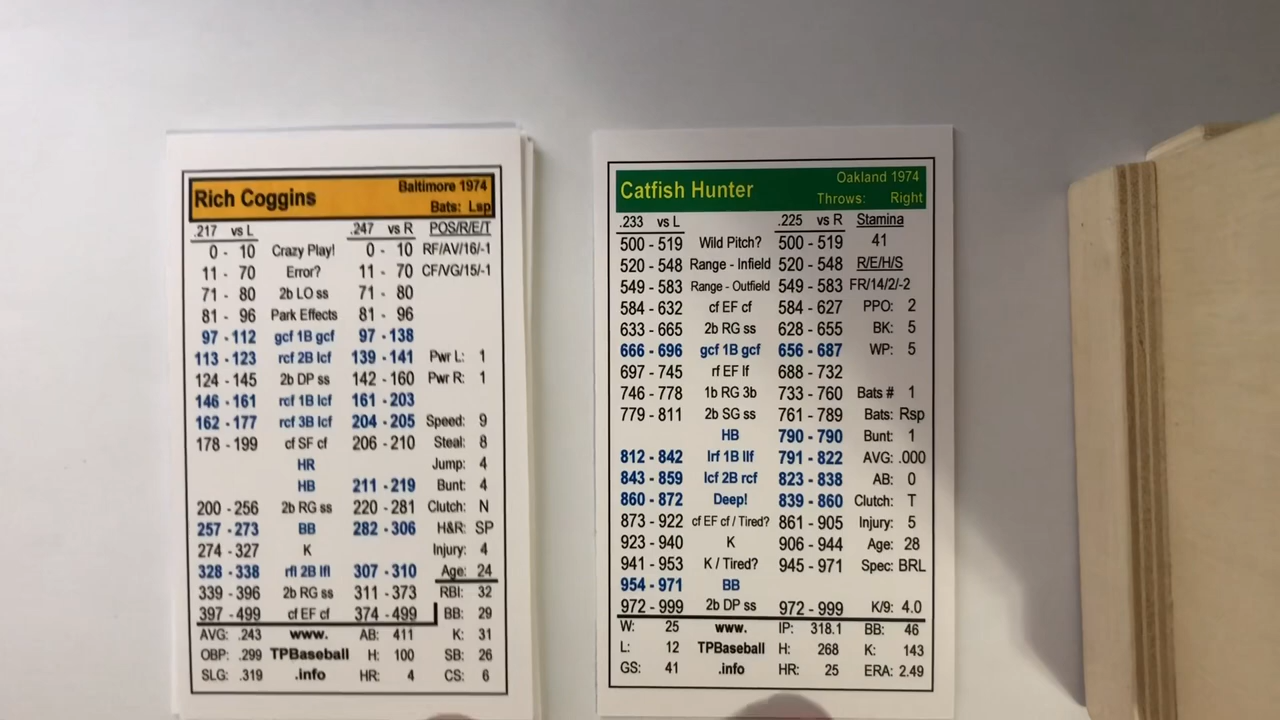 Rich Coggins
Baltimore 1974
Bats: Lsp
.217 vs L .247 vs R POS/R/E/T
0 - 10 Crazy Play! 0 - 10 RF/AV/16/-1
11 - 70 Error? 11 - 70 CF/VG/15/-1
71 - 80 2b LO ss 71 - 80
81 - 96 Park Effects 81 - 96
97 - 112 gcf 1B gcf 97 - 138
113 - 123 rcf 2B lcf 139 - 141 Pwr L: 1
124 - 145 2b DP ss 142 - 160 Pwr R: 1
146 - 161 rcf 1B lcf 161 - 203
162 - 177 rcf 3B lcf 204 - 205 Speed: 9
178 - 199 cf SF cf 206 - 210 Steal: 8
HR Jump: 4
HB 211 - 219 Bunt: 4
200 - 256 2b RG ss 220 - 281 Clutch: N
257 - 273 BB 282 - 306 H&R: SP
274 - 327 K Injury: 4
328 - 338 rfl 2B lfl 307 - 310 Age: 24
339 - 396 2b RG ss 311 - 373 RBI: 32
397 - 499 cf EF cf 374 - 499 BB: 29
AVG: .243 www. AB: 411 K: 31
OBP: .299 TPBaseball H: 100 SB: 26
SLG: .319 .info HR: 4 CS: 6
Catfish Hunter
Oakland 1974
Throws: Right
.233 vs L .225 vs R Stamina
500 - 519 Wild Pitch? 500 - 519 41
520 - 548 Range - Infield 520 - 548 R/E/H/S
549 - 583 Range - Outfield 549 - 583 FR/14/2/-2
584 - 632 cf EF cf 584 - 627 PPO: 2
633 - 665 2b RG ss 628 - 655 BK: 5
666 - 696 gcf 1B gcf 656 - 687 WP: 5
697 - 745 rf EF lf 688 - 732
746 - 778 1b RG 3b 733 - 760 Bats # 1
779 - 811 2b SG ss 761 - 789 Bats: Rsp
HB 790 - 790 Bunt: 1
812 - 842 lrf 1B llf 791 - 822 AVG: .000
843 - 859 lcf 2B rcf 823 - 838 AB: 0
860 - 872 Deep! 839 - 860 Clutch: T
873 - 922 cf EF cf / Tired? 861 - 905 Injury: 5
923 - 940 K 906 - 944 Age: 28
941 - 953 K / Tired? 945 - 971 Spec: BRL
954 - 971 BB
972 - 999 2b DP ss 972 - 999 K/9: 4.0
W: 25 www. IP: 318.1 BB: 46
L: 12 TPBaseball H: 268 K: 143
GS: 41 .info HR: 25 ERA: 2.49